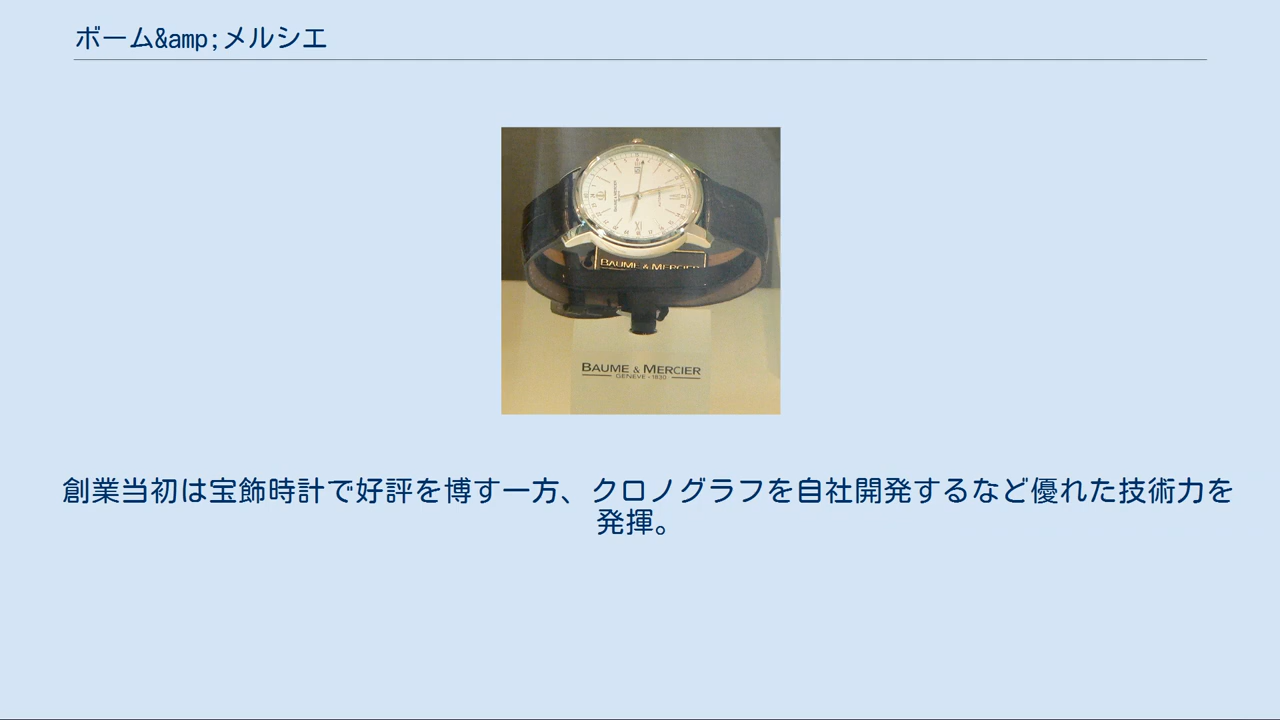 ボーム&amp;メルシエ
BAUME & MERCIER
BAUME & MERCIER
GENEVE - 1830
創業当初は宝飾時計で好評を博す一方、クロノグラフを自社開発するなど優れた技術力を
発揮。